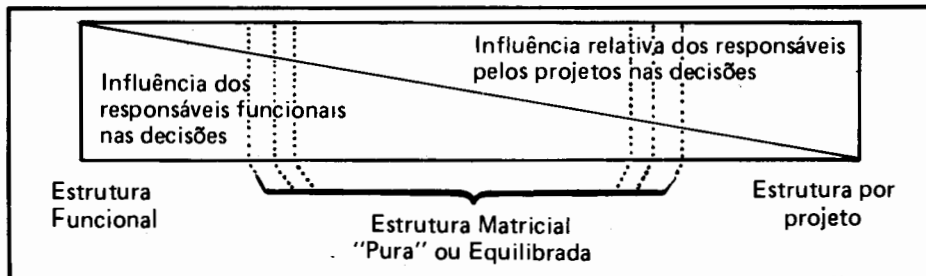 Influência relativa dos responsáveis
pelos projetos nas decisões
Influência dos
responsáveis funcionais
nas decisões
Estrutura
Funcional
Estrutura Matricial
"Pura" ou Equilibrada
Estrutura por
projeto